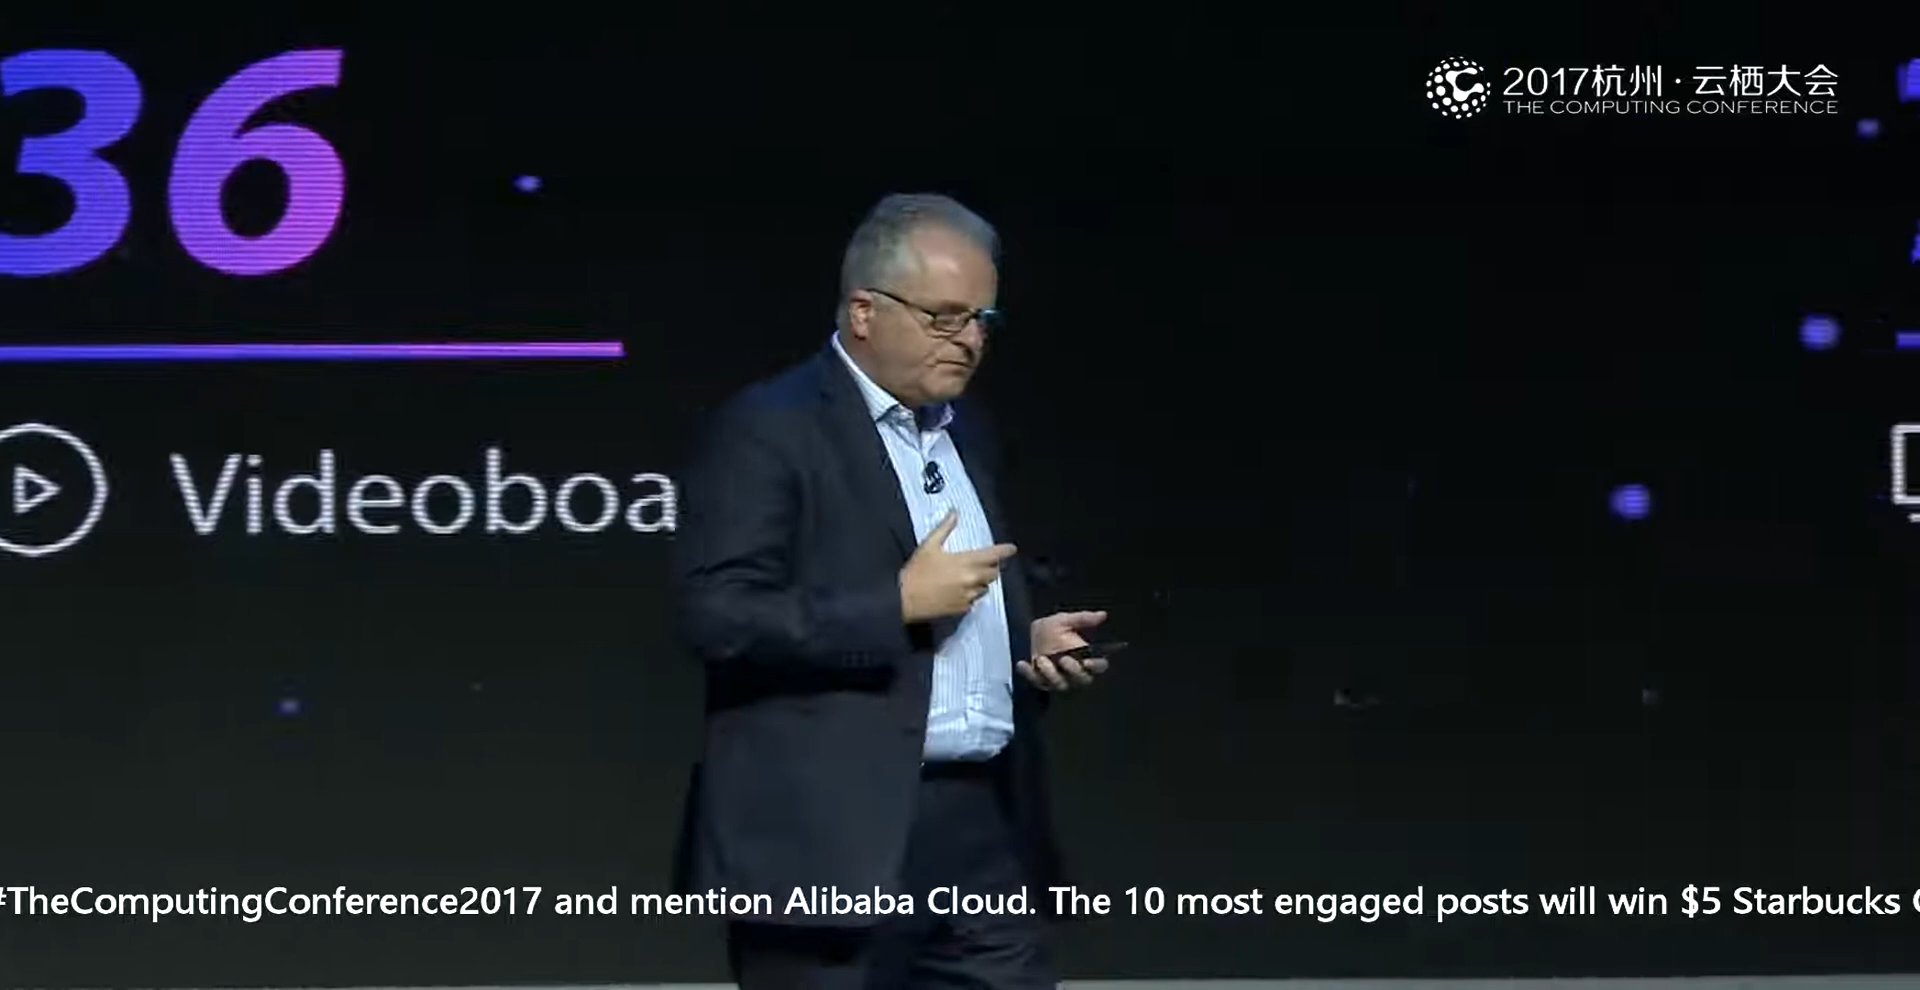 36
2017杭州·云栖大会
THE COMPUTING CONFERENCE
Videoboa
#TheComputingConference2017 and mention Alibaba Cloud. The 10 most engaged posts will win $5 Starbucks